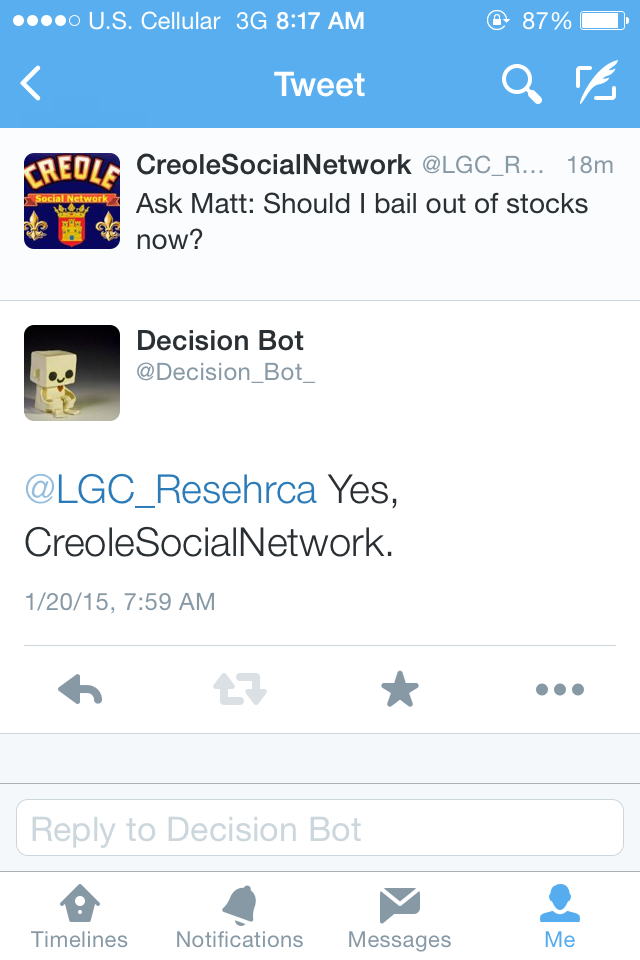 U.S. Cellular 3G 8:17 AM 87%
Tweet
CREOLE
Social Network
CreoleSocialNetwork @LGC_R... 18m
Ask Matt: Should I bail out of stocks
now?
Decision Bot
@Decision_Bot_
@LGC_Resehrca Yes,
CreoleSocialNetwork.
1/20/15, 7:59 AM
Reply to Decision Bot
Timelines Notifications Messages Me